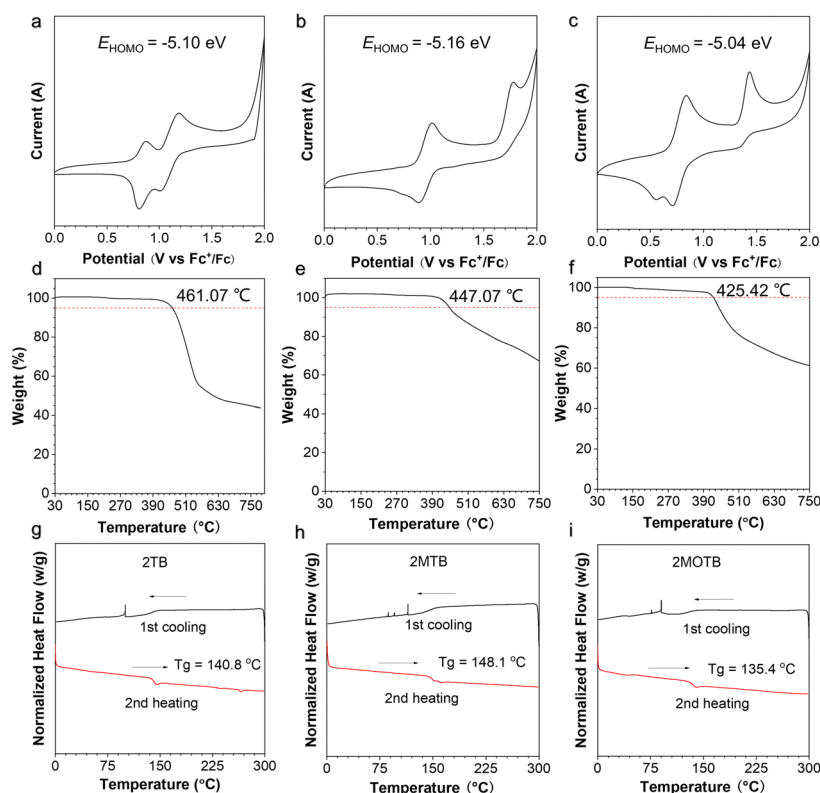 a
E_HOMO = -5.10 eV
Current (A)
0.0 0.5 1.0 1.5 2.0
Potential (V vs Fc⁺/Fc)
b
E_HOMO = -5.16 eV
Current (A)
0.0 0.5 1.0 1.5 2.0
Potential (V vs Fc⁺/Fc)
c
E_HOMO = -5.04 eV
Current (A)
0.0 0.5 1.0 1.5 2.0
Potential (V vs Fc⁺/Fc)
d
461.07 ℃
Weight (%)
100
80
60
40
20
0
30 150 270 390 510 630 750
Temperature (°C)
e
447.07 ℃
Weight (%)
100
80
60
40
20
0
30 150 270 390 510 630 750
Temperature (°C)
f
425.42 ℃
Weight (%)
100
80
60
40
20
0
30 150 270 390 510 630 750
Temperature (°C)
g
2TB
Normalized Heat Flow (w/g)
1st cooling
Tg = 140.8 °C
2nd heating
0 75 150 225 300
Temperature (°C)
h
2MTB
Normalized Heat Flow (w/g)
1st cooling
Tg = 148.1 °C
2nd heating
0 75 150 225 300
Temperature (°C)
i
2MOTB
Normalized Heat Flow (w/g)
1st cooling
Tg = 135.4 °C
2nd heating
0 75 150 225 300
Temperature (°C)